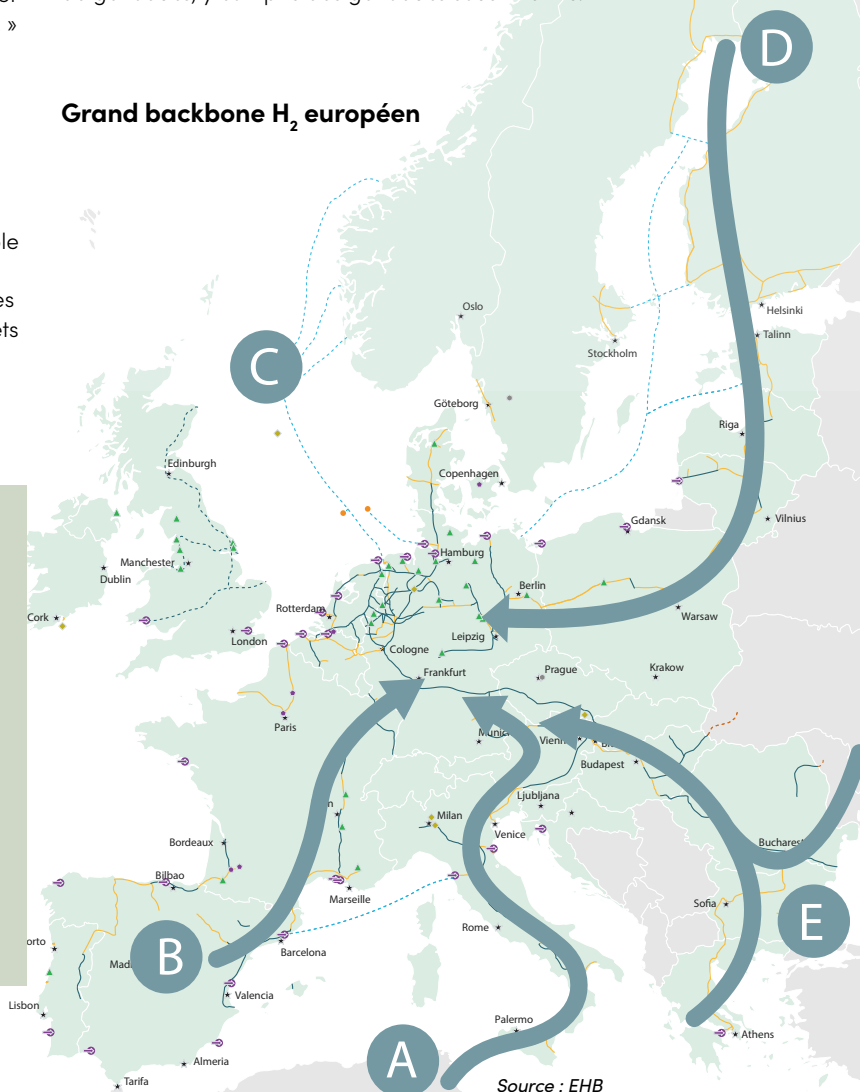 »
Grand backbone H₂ européen
D
Oslo
Helsinki
Talinn
Stockholm
C
Göteborg
Riga
Edinburgh
Copenhagen
Vilnius
Gdansk
Manchester
Hamburg
Dublin
Berlin
Rotterdam
Warsaw
Cork
London
Leipzig
Cologne
Frankfurt
Prague
Krakow
Paris
Budapest
Ljubljana
Milan
Venice
Bordeaux
Bilbao
Marseille
Sofia
Rome
B
E
Barcelona
Valencia
Lisbon
Palermo
Athens
A
Almeria
Tarifa
Source : EHB